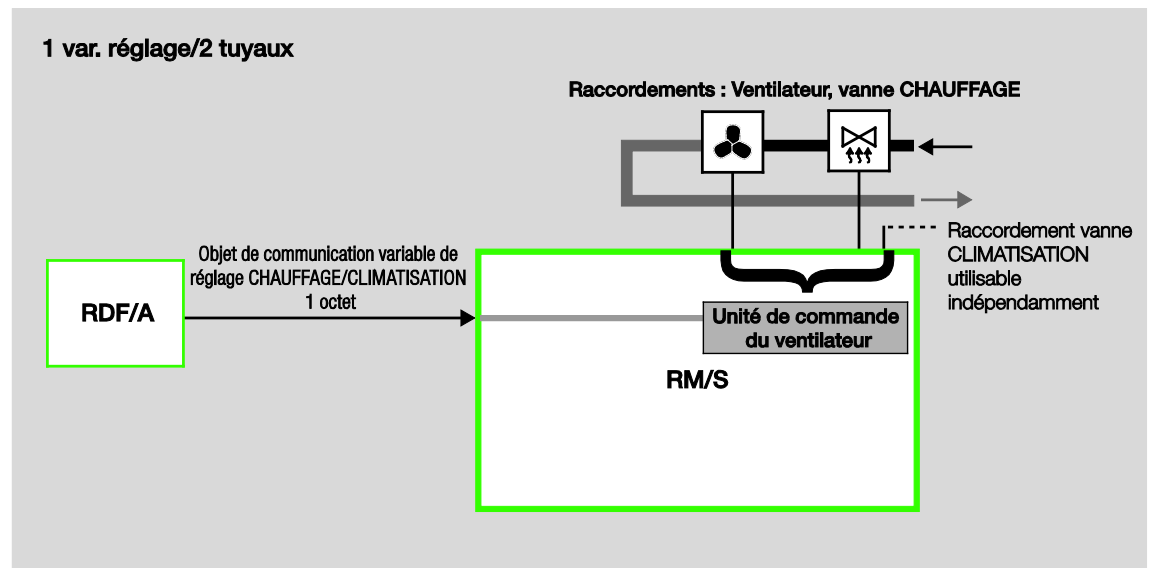 1 var. réglage/2 tuyaux
Raccordements : Ventilateur, vanne CHAUFFAGE
Objet de communication variable de
réglage CHAUFFAGE/CLIMATISATION
1 octet
RDF/A
Raccordement vanne
CLIMATISATION
utilisable
indépendamment
Unité de commande
du ventilateur
RM/S